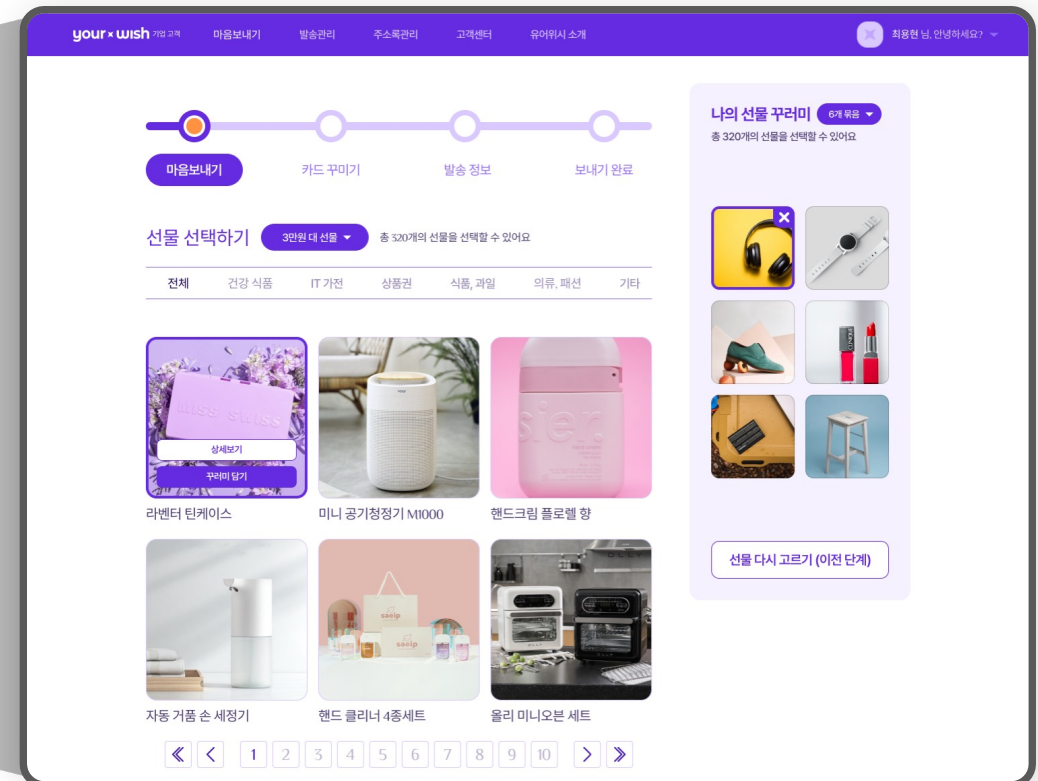 your×wish 기업 고객 마음보내기 발송관리 주소록관리 고객센터 유어위시 소개 최용현 님, 안녕하세요?
마음보내기 카드 꾸미기 발송 정보 보내기 완료
선물 선택하기 3만원 대 선물 총 320개의 선물을 선택할 수 있어요
전체 건강 식품 IT 가전 상품권 식품, 과일 의류, 패션 기타
MISS SWISS
상세보기
꾸러미 담기
sier.
라벤터 틴케이스 미니 공기청정기 M1000 핸드크림 플로렐 향
saeip
saeip
자동 거품 손 세정기 핸드 클리너 4종세트 올리 미니오븐 세트
1 2 3 4 5 6 7 8 9 10
나의 선물 꾸러미 6개 묶음
총 320개의 선물을 선택할 수 있어요
CLINIQUE
선물 다시 고르기 (이전 단계)